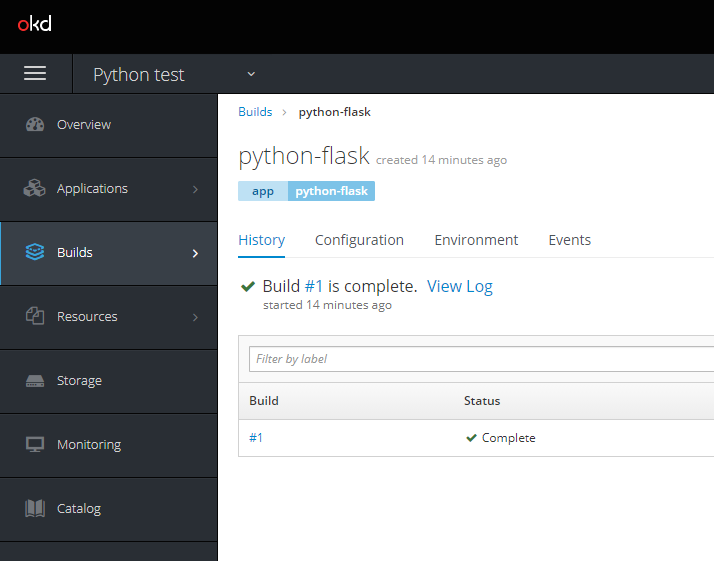 okd
Python test
Overview
Applications
Builds
Resources
Storage
Monitoring
Catalog
Builds > python-flask
python-flask created 14 minutes ago
app python-flask
History Configuration Environment Events
Build #1 is complete. View Log
started 14 minutes ago
Filter by label
Build Status
#1 Complete